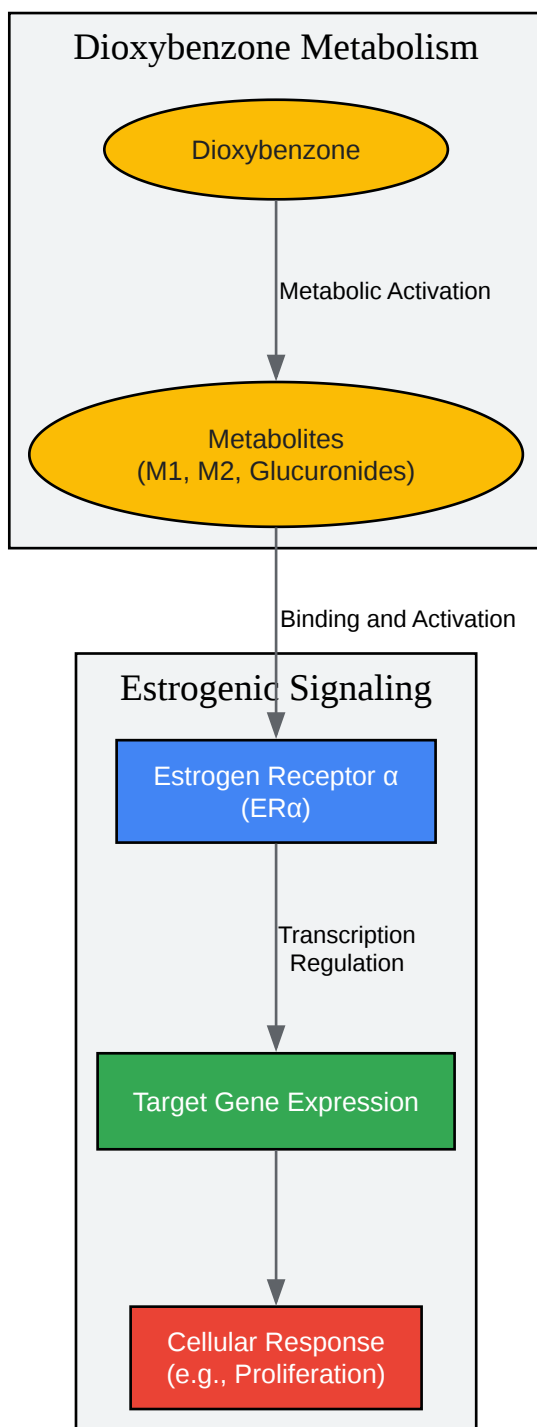 Dioxybenzone Metabolism
Dioxybenzone
Metabolic Activation
Metabolites
(M1, M2, Glucuronides)
Binding and Activation
Estrogenic Signaling
Estrogen Receptor α
(ERα)
Transcription
Regulation
Target Gene Expression
Cellular Response
(e.g., Proliferation)